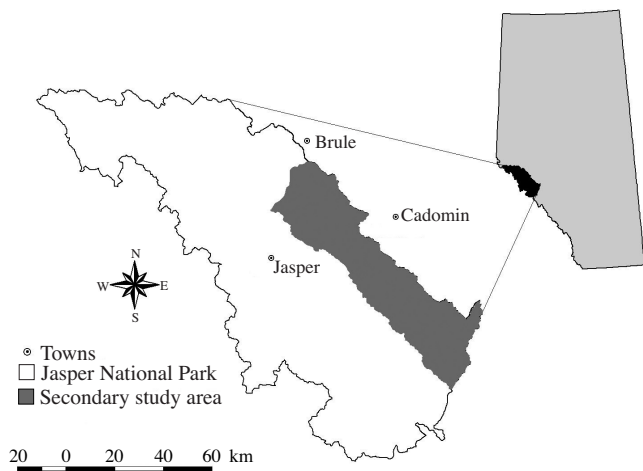 Brule
Cadomin
Jasper
N
W E
S
Towns
Jasper National Park
Secondary study area
20 0 20 40 60 km